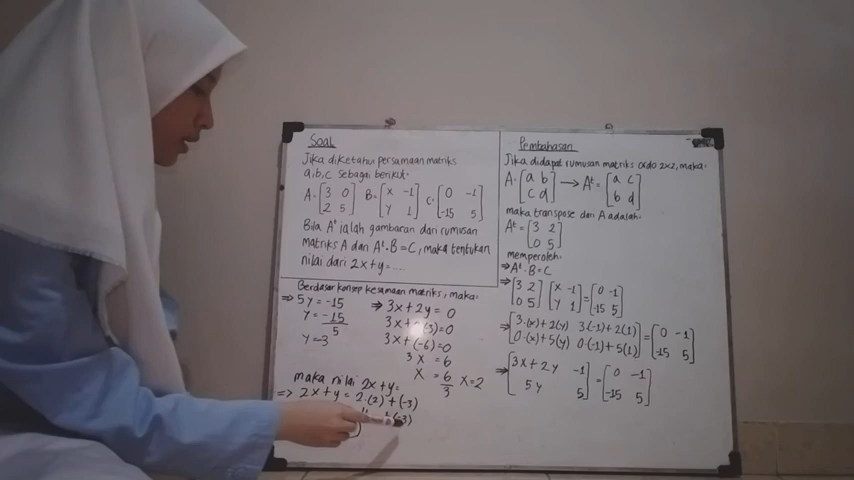 Soal
Jika diketahui persamaan matriks
a,b,c sebagai berikut.
A = [3 0
2 5] B = [x -1
y 1] C = [0 -1
-15 5]
Bila Aᵗ ialah gambaran dari rumusan
matriks A dan Aᵗ.B=C, maka tentukan
nilai dari 2x+y=....
Berdasar konsep kesamaan matriks, maka:
⇒ 5y = -15
y = -15
5
y = -3
⇒ 3x + 2y = 0
3x + (-3) = 0
3x + (-6) = 0
3x = 6
x = 6
3 x = 2
maka nilai 2x+y=
⇒ 2x + y = 2.(2) + (-3)
+ (-3)
Pembahasan
Jika didapat rumusan matriks ordo 2x2, maka:
A = [a b
c d] → Aᵗ = [a c
b d]
maka transpose dari A adalah:
Aᵗ = [3 2
0 5]
memperoleh:
⇒ Aᵗ.B = C
⇒ [3 2
0 5] [x -1
y 1] = [0 -1
-15 5]
⇒ [3.(x)+2(y) 3(-1)+2(1)
0.(x)+5(y) 0.(-1)+5(1)] = [0 -1
-15 5]
⇒ [3x+2y -1
5y 5] = [0 -1
-15 5]